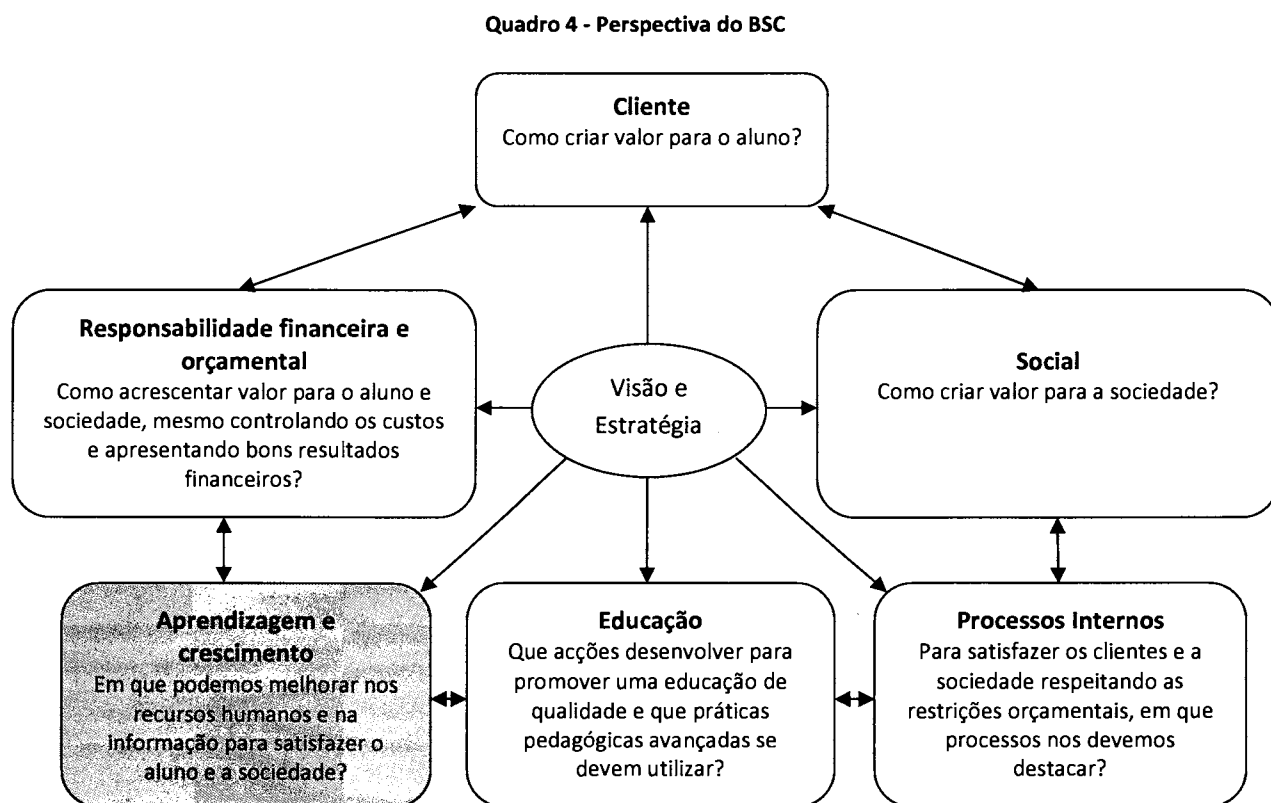 Quadro 4 - Perspectiva do BSC
Cliente
Como criar valor para o aluno?
Responsabilidade financeira e
orçamental
Como acrescentar valor para o aluno e
sociedade, mesmo controlando os custos
e apresentando bons resultados
financeiros?
Visão e
Estratégia
Social
Como criar valor para a sociedade?
Aprendizagem e
crescimento
Em que podemos melhorar nos
recursos humanos e na
informação para satisfazer o
aluno e a sociedade?
Educação
Que acções desenvolver para
promover uma educação de
qualidade e que práticas
pedagógicas avançadas se
devem utilizar?
Processos Internos
Para satisfazer os clientes e a
sociedade respeitando as
restrições orçamentais, em que
processos nos devemos
destacar?